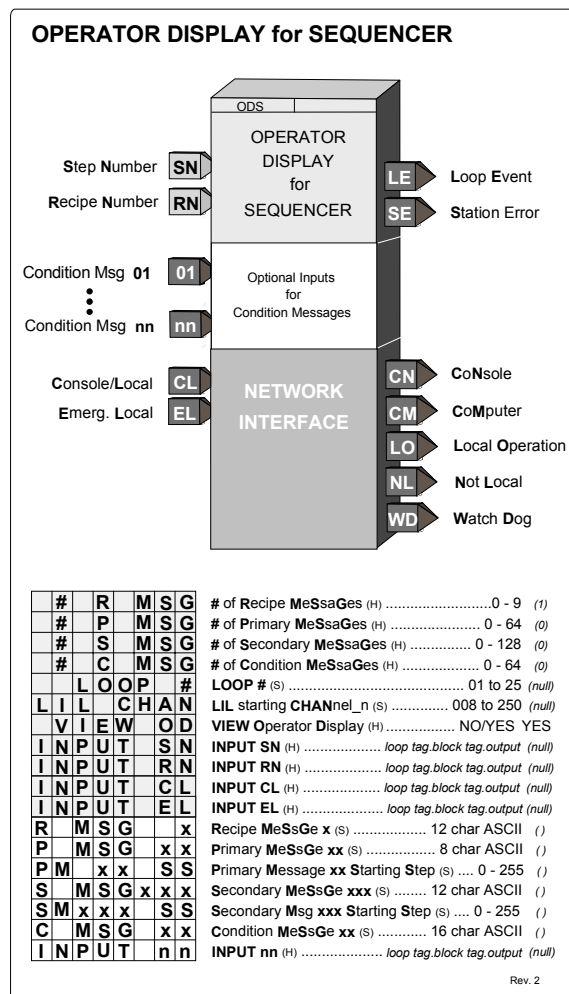 OPERATOR DISPLAY for SEQUENCER
ODS
OPERATOR
DISPLAY
for
SEQUENCER
Step Number SN
Recipe Number RN
LE Loop Event
SE Station Error
Condition Msg 01 01
Condition Msg nn nn
Optional Inputs
for
Condition Messages
Console/Local CL
Emerg. Local EL
NETWORK
INTERFACE
CN CoNsole
CM CoMputer
LO Local Operation
NL Not Local
WD Watch Dog
# R MSG # of Recipe MeSsaGes (H) ..........................0 - 9 (1)
# P MSG # of Primary MeSsaGes (H) ..................... 0 - 64 (0)
# S MSG # of Secondary MeSsaGes (H) ............... 0 - 128 (0)
# C MSG # of Condition MeSsaGes (H) .................. 0 - 64 (0)
LOOP # LOOP # (S) .......................................... 01 to 25 (null)
LIL CHAN LIL starting CHANnel_n (S) ............. 008 to 250 (null)
VIEW OD VIEW Operator Display (H) .............. NO/YES YES
INPUT SN INPUT SN (H) .................. loop tag.block tag.output (null)
INPUT RN INPUT RN (H) ................. loop tag.block tag.output (null)
INPUT CL INPUT CL (H) .................. loop tag.block tag.output (null)
INPUT EL INPUT EL (H) .................. loop tag.block tag.output (null)
R MSG x Recipe MeSsGe x (S) ................. 12 char ASCII ( )
P MSG xx Primary MeSsGe xx (S) ............... 8 char ASCII ( )
PM xx SS Primary Message xx Starting Step (S) .... 0 - 255 ( )
S MSGxxx Secondary MeSsGe xxx (S) ........ 12 char ASCII ( )
SMxxx SS Secondary Msg xxx Starting Step (S) .... 0 - 255 ( )
C MSG xx Condition MeSsGe xx (S) ............ 16 char ASCII ( )
INPUT nn INPUT nn (H) ................... loop tag.block tag.output (null)
Rev. 2